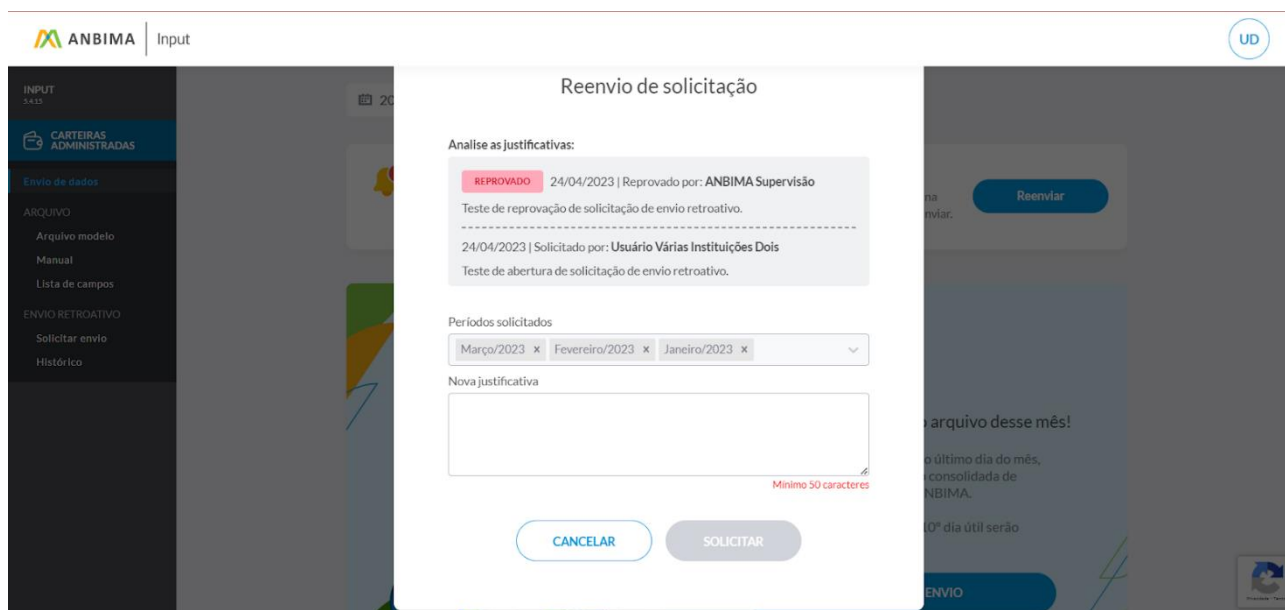 ANBIMA Input
UD
INPUT
3.4.15
CARTEIRAS
ADMINISTRADAS
Envio de dados
ARQUIVO
Arquivo modelo
Manual
Lista de campos
ENVIO RETROATIVO
Solicitar envio
Histórico
20
Reenvio de solicitação
Analise as justificativas:
REPROVADO 24/04/2023 | Reprovado por: ANBIMA Supervisão
Teste de reprovação de solicitação de envio retroativo.
24/04/2023 | Solicitado por: Usuário Várias Instituições Dois
Teste de abertura de solicitação de envio retroativo.
Períodos solicitados
Março/2023 x Fevereiro/2023 x Janeiro/2023 x
Nova justificativa
Mínimo 50 caracteres
CANCELAR SOLICITAR
na
nviar.
Reenviar
arquivo desse mês!
o último dia do mês,
consolidada de
NBIMA.
10º dia útil serão
ENVIO